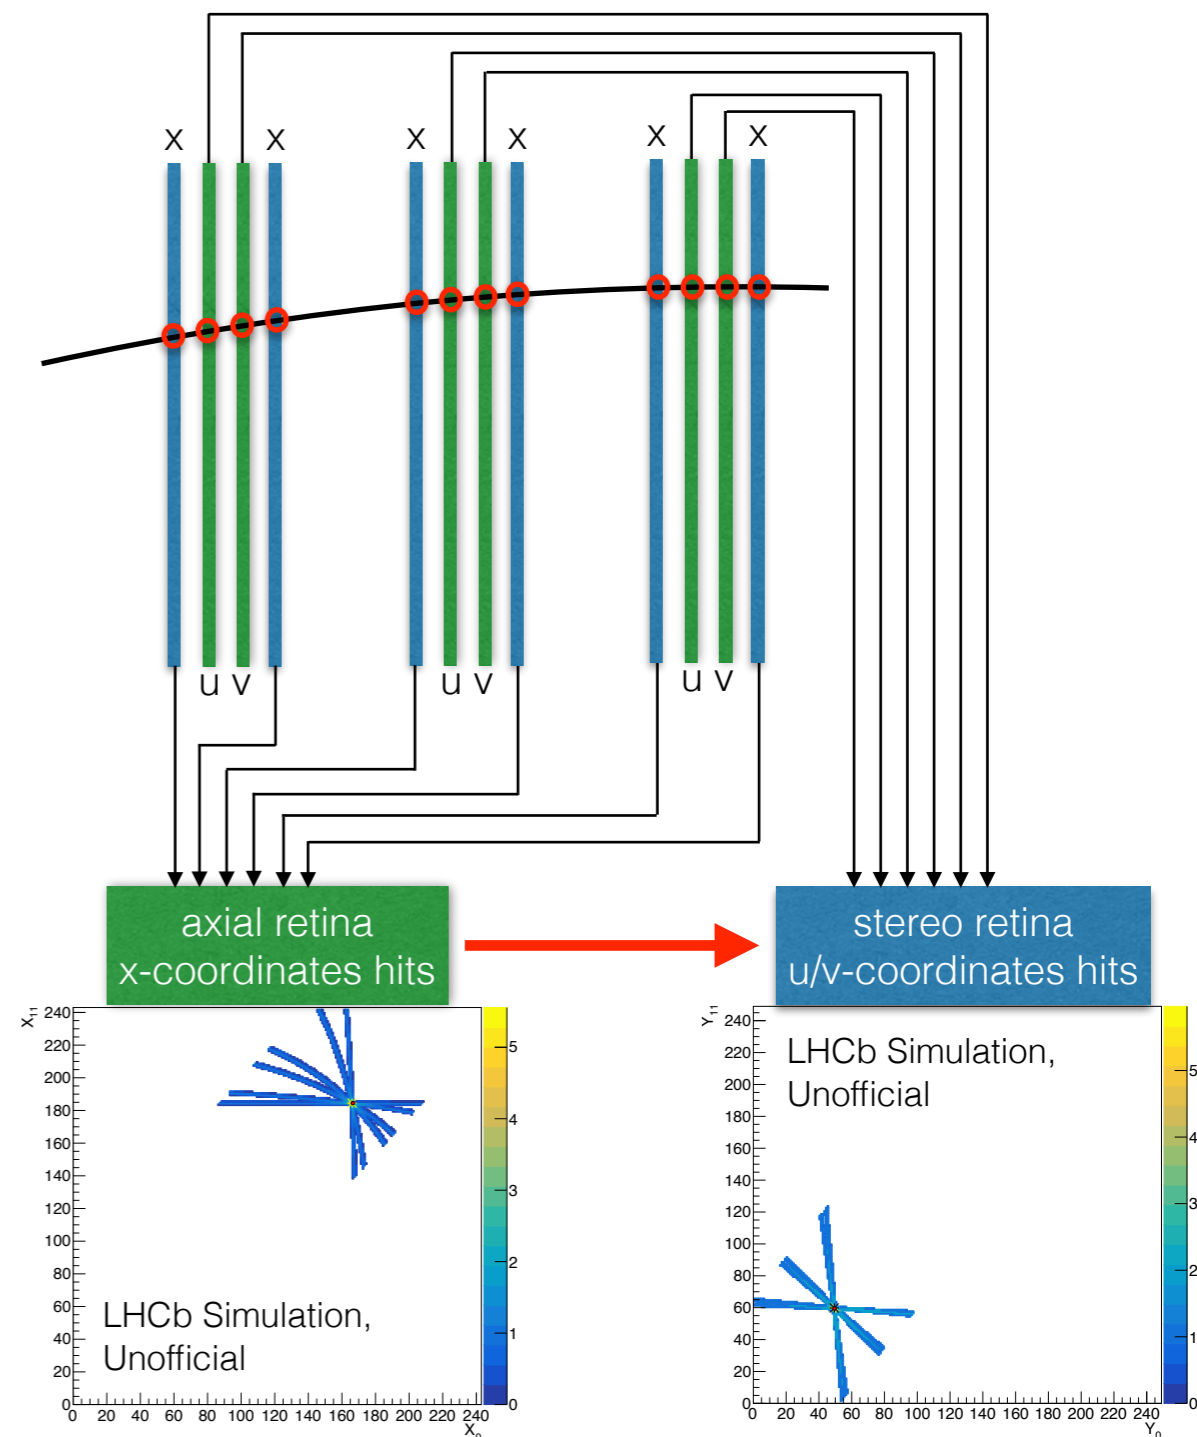 X X X X X X
u v u v u v
axial retina
x-coordinates hits
stereo retina
u/v-coordinates hits
X₁₁
240
220
200
180
160
140
120
100
80
60
40
20
0
0 20 40 60 80 100 120 140 160 180 200 220 240
X₀
5
4
3
2
1
0
LHCb Simulation,
Unofficial
Y₁₁
240
220
200
180
160
140
120
100
80
60
40
20
0
0 20 40 60 80 100 120 140 160 180 200 220 240
Y₀
5
4
3
2
1
0
LHCb Simulation,
Unofficial